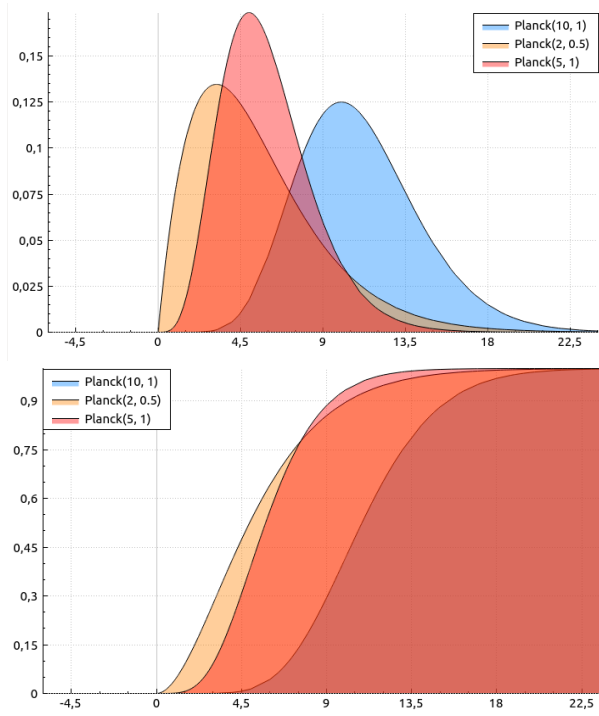 0,15
0,125
0,1
0,075
0,05
0,025
0
-4,5 0 4,5 9 13,5 18 22,5
Planck(10, 1)
Planck(2, 0.5)
Planck(5, 1)
Planck(10, 1)
Planck(2, 0.5)
Planck(5, 1)
0,9
0,75
0,6
0,45
0,3
0,15
0
-4,5 0 4,5 9 13,5 18 22,5